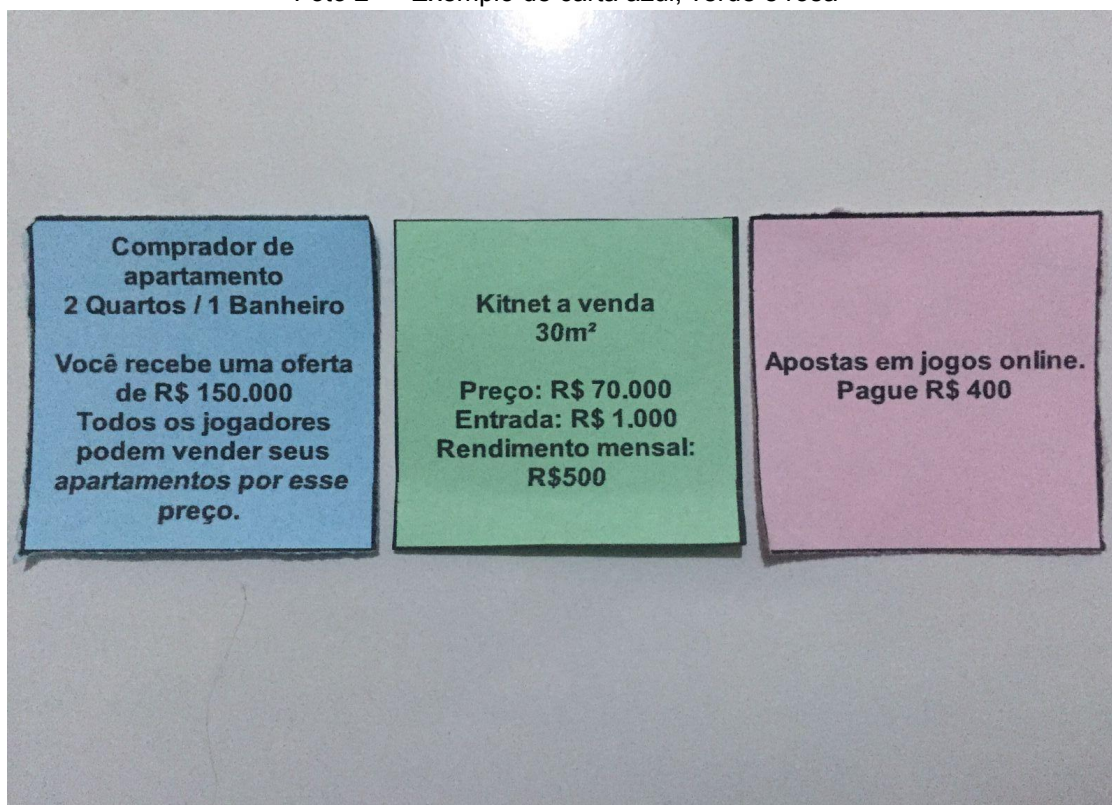 Comprador de
apartamento
2 Quartos / 1 Banheiro
Você recebe uma oferta
de R$ 150.000
Todos os jogadores
podem vender seus
apartamentos por esse
preço.
Kitnet a venda
30m²
Preço: R$ 70.000
Entrada: R$ 1.000
Rendimento mensal:
R$500
Apostas em jogos online.
Pague R$ 400